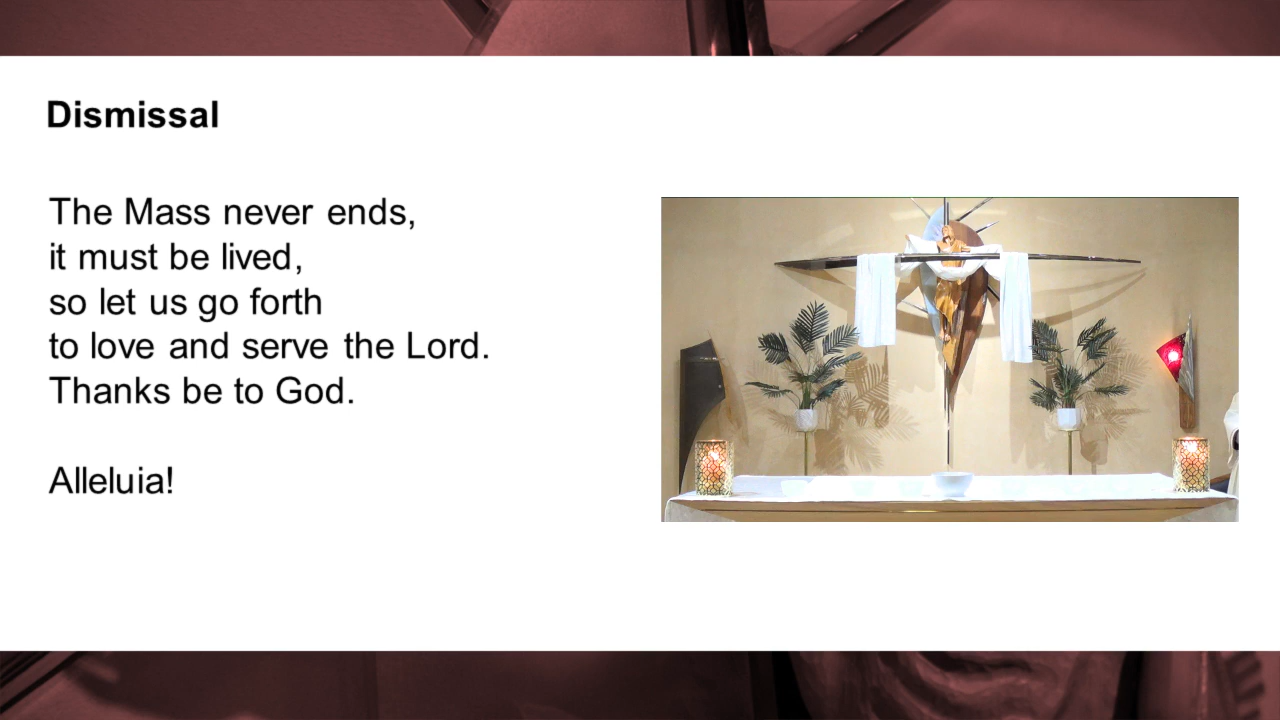 Dismissal
The Mass never ends,
it must be lived,
so let us go forth
to love and serve the Lord.
Thanks be to God.
Alleluia!